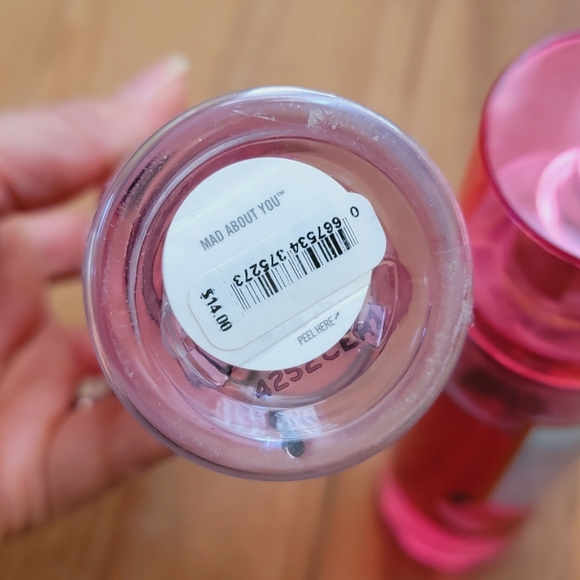 MAD ABOUT YOU™
0
667534 375273
$14.00
PEEL HERE↗